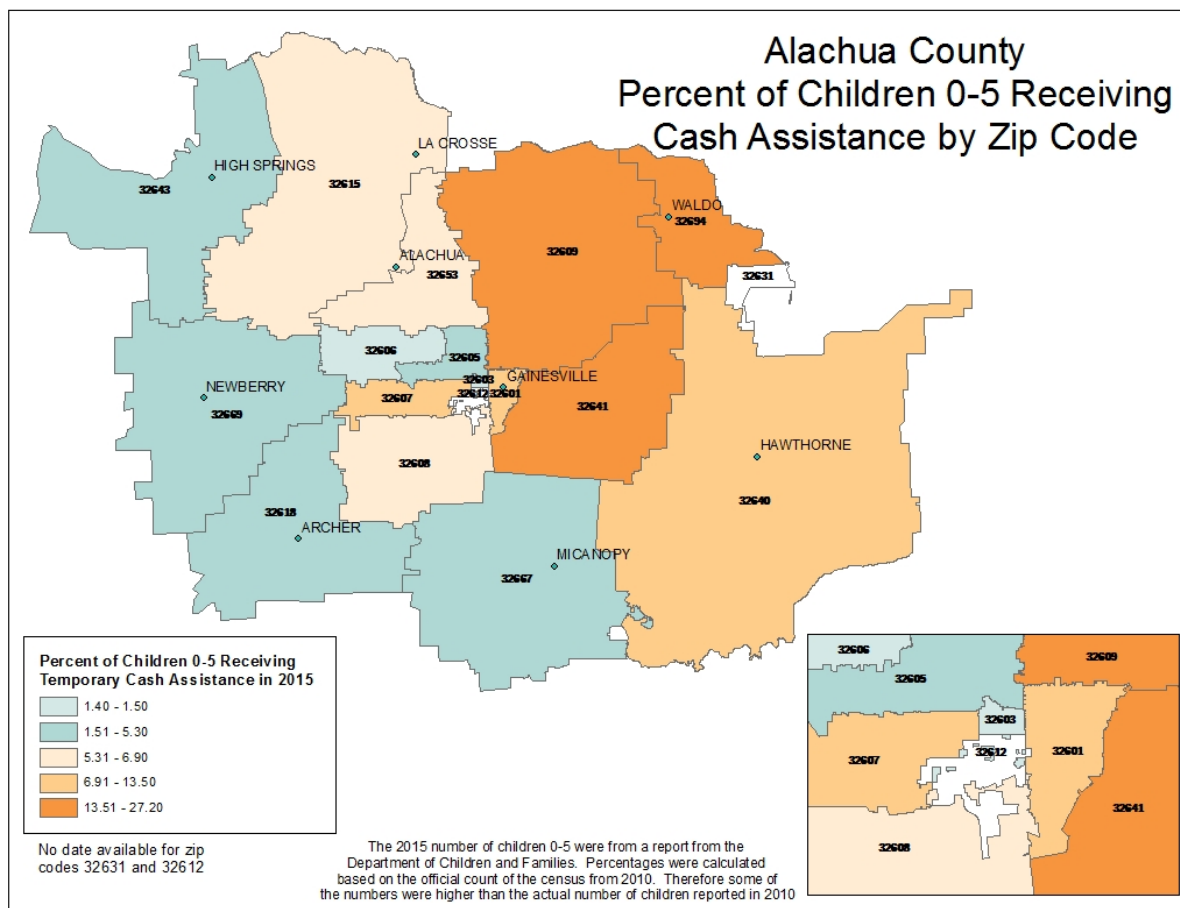 Alachua County
Percent of Children 0-5 Receiving
Cash Assistance by Zip Code
LA CROSSE
HIGH SPRINGS
32643
32615
WALDO
32694
ALACHUA
32653
32609
32631
32606
32605
32603
GAINESVILLE
NEWBERRY
32669
32607
32612
32601
32641
HAWTHORNE
32608
32640
32618
ARCHER
MICANOPY
32667
Percent of Children 0-5 Receiving
Temporary Cash Assistance in 2015
1.40 - 1.50
1.51 - 5.30
5.31 - 6.90
6.91 - 13.50
13.51 - 27.20
No date available for zip
codes 32631 and 32612
The 2015 number of children 0-5 were from a report from the
Department of Children and Families. Percentages were calculated
based on the official count of the census from 2010. Therefore some of
the numbers were higher than the actual number of children reported in 2010
32606
32609
32605
32603
32607
32612
32601
32641
32608